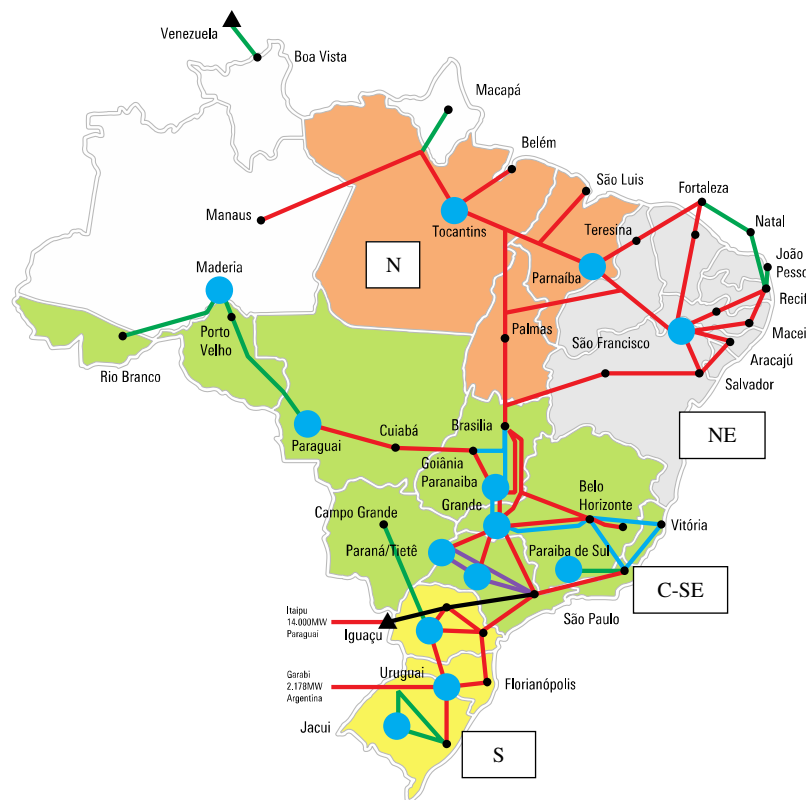 Venezuela
Boa Vista
Macapá
Belém
São Luis
Fortaleza
Manaus
Tocantins
Teresina
Natal
N
João
Pesso
Maderia
Parnaíba
Recif
Porto
Velho
Palmas
São Francisco
Macei
Rio Branco
Aracajú
Salvador
Brasilia
NE
Cuiabá
Paraguai
Goiânia
Paranaiba
Grande
Belo
Horizonte
Campo Grande
Vitória
Paraná/Tietê
Paraiba de Sul
C-SE
Itaipu
14.000MW
Paraguai
Iguaçu
São Paulo
Garabi
2.178MW
Argentina
Uruguai
Florianópolis
Jacui
S